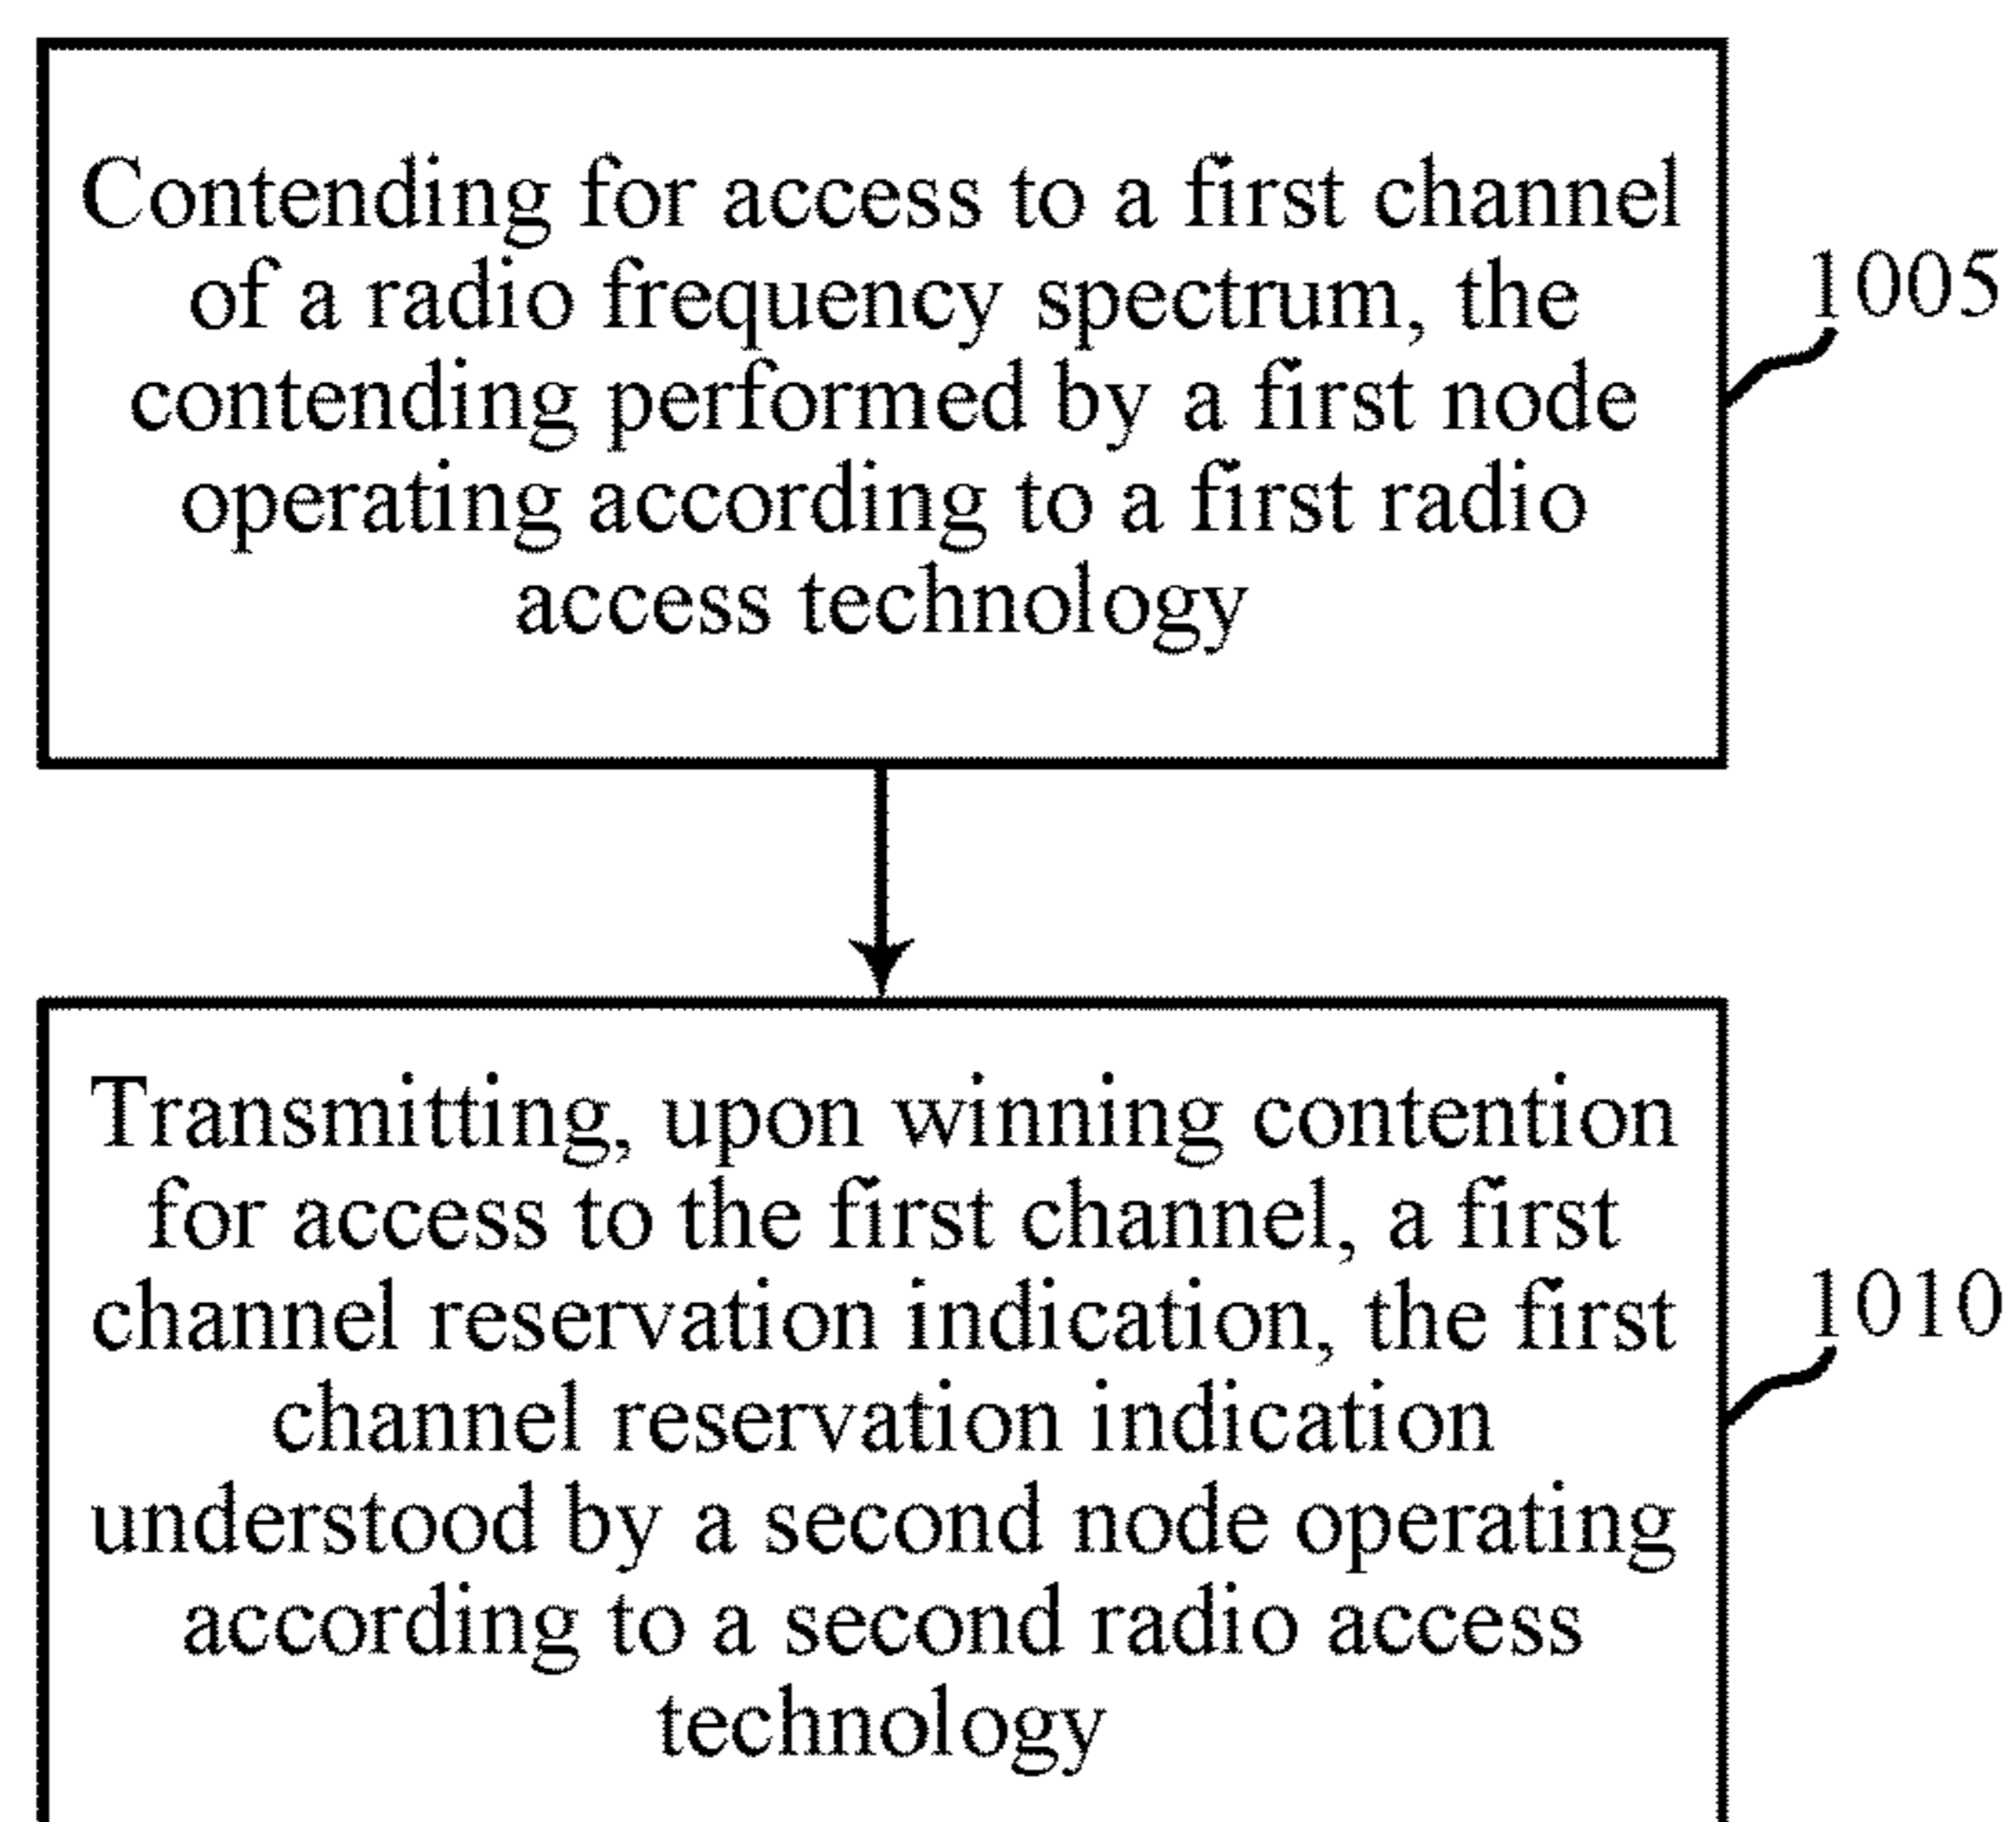 Contending for access to a first channel
of a radio frequency spectrum, the
contending performed by a first node
operating according to a first radio
access technology
1005
Transmitting, upon winning contention
for access to the first channel, a first
channel reservation indication, the first
channel reservation indication
understood by a second node operating
according to a second radio access
technology
1010